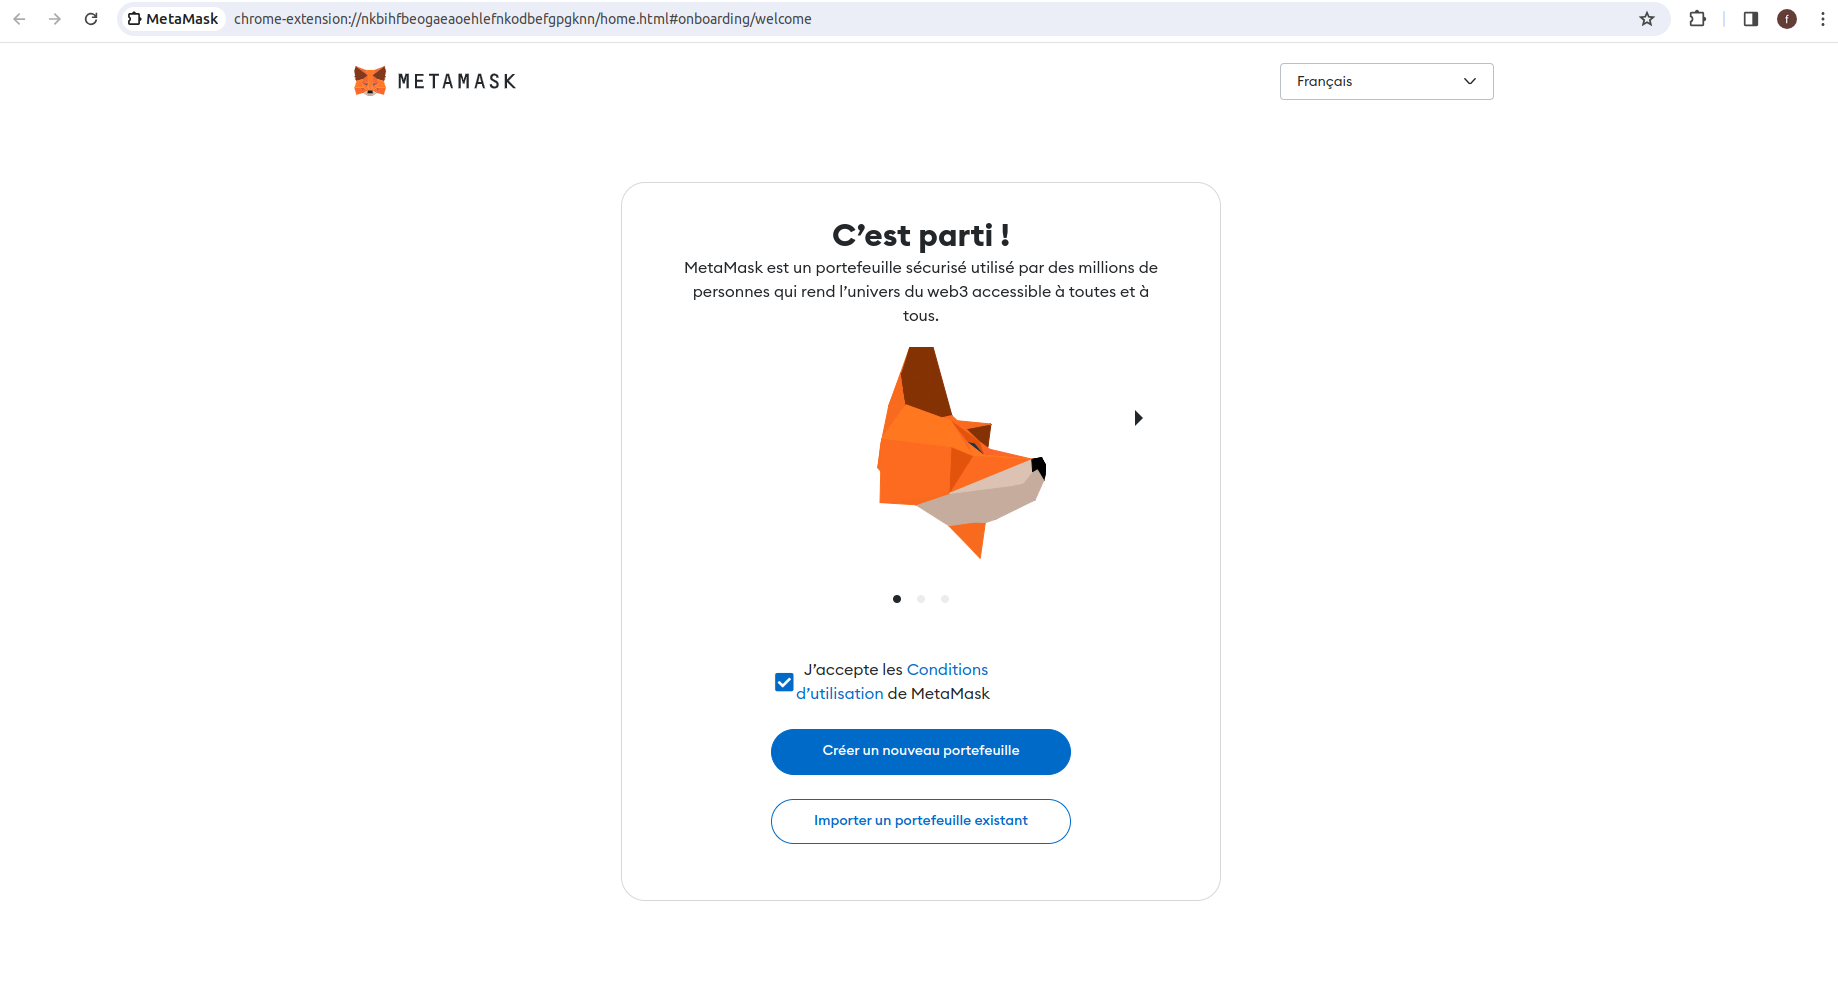 MetaMask chrome-extension://nkbihfbeogaeaoehlefnkodbefgpgknn/home.html#onboarding/welcome
f
METAMASK
Français
C’est parti !
MetaMask est un portefeuille sécurisé utilisé par des millions de
personnes qui rend l’univers du web3 accessible à toutes et à
tous.
J’accepte les Conditions
d’utilisation de MetaMask
Créer un nouveau portefeuille
Importer un portefeuille existant